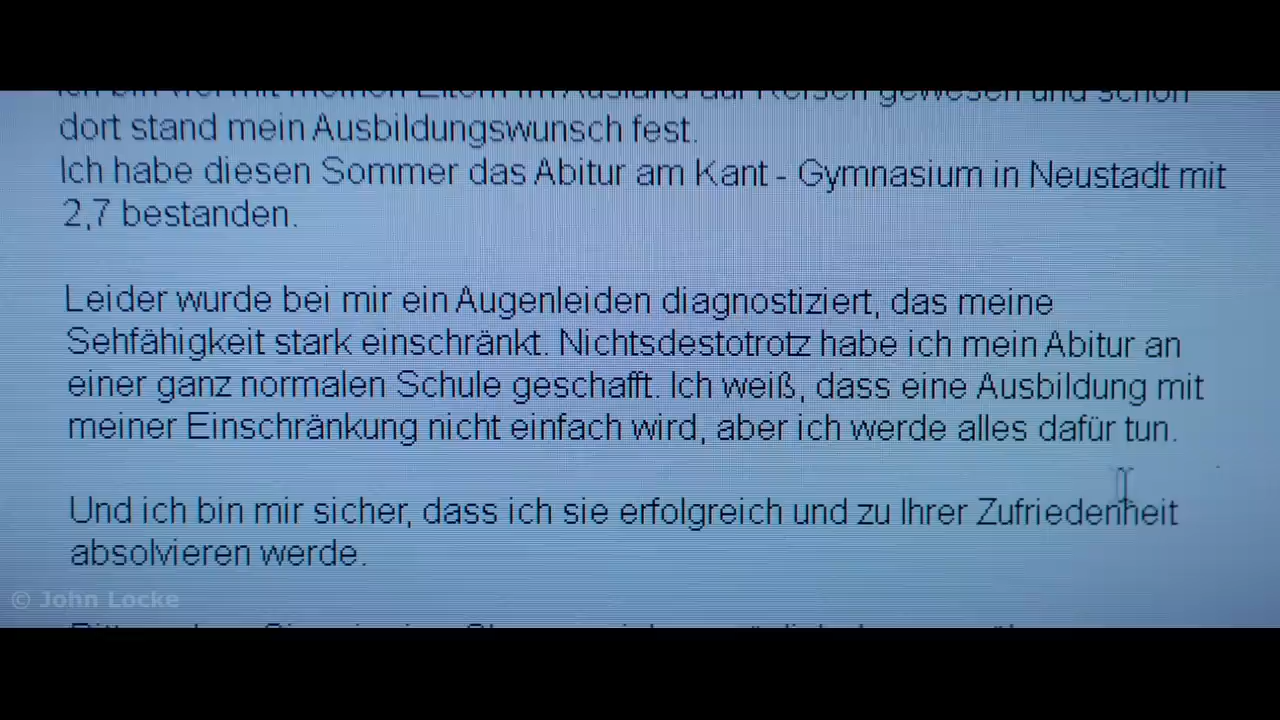 dort stand mein Ausbildungswunsch fest.
Ich habe diesen Sommer das Abitur am Kant - Gymnasium in Neustadt mit
2,7 bestanden.
Leider wurde bei mir ein Augenleiden diagnostiziert, das meine
Sehfähigkeit stark einschränkt. Nichtsdestotrotz habe ich mein Abitur an
einer ganz normalen Schule geschafft. Ich weiß, dass eine Ausbildung mit
meiner Einschränkung nicht einfach wird, aber ich werde alles dafür tun.
Und ich bin mir sicher, dass ich sie erfolgreich und zu Ihrer Zufriedenheit
absolvieren werde.
© John Locke